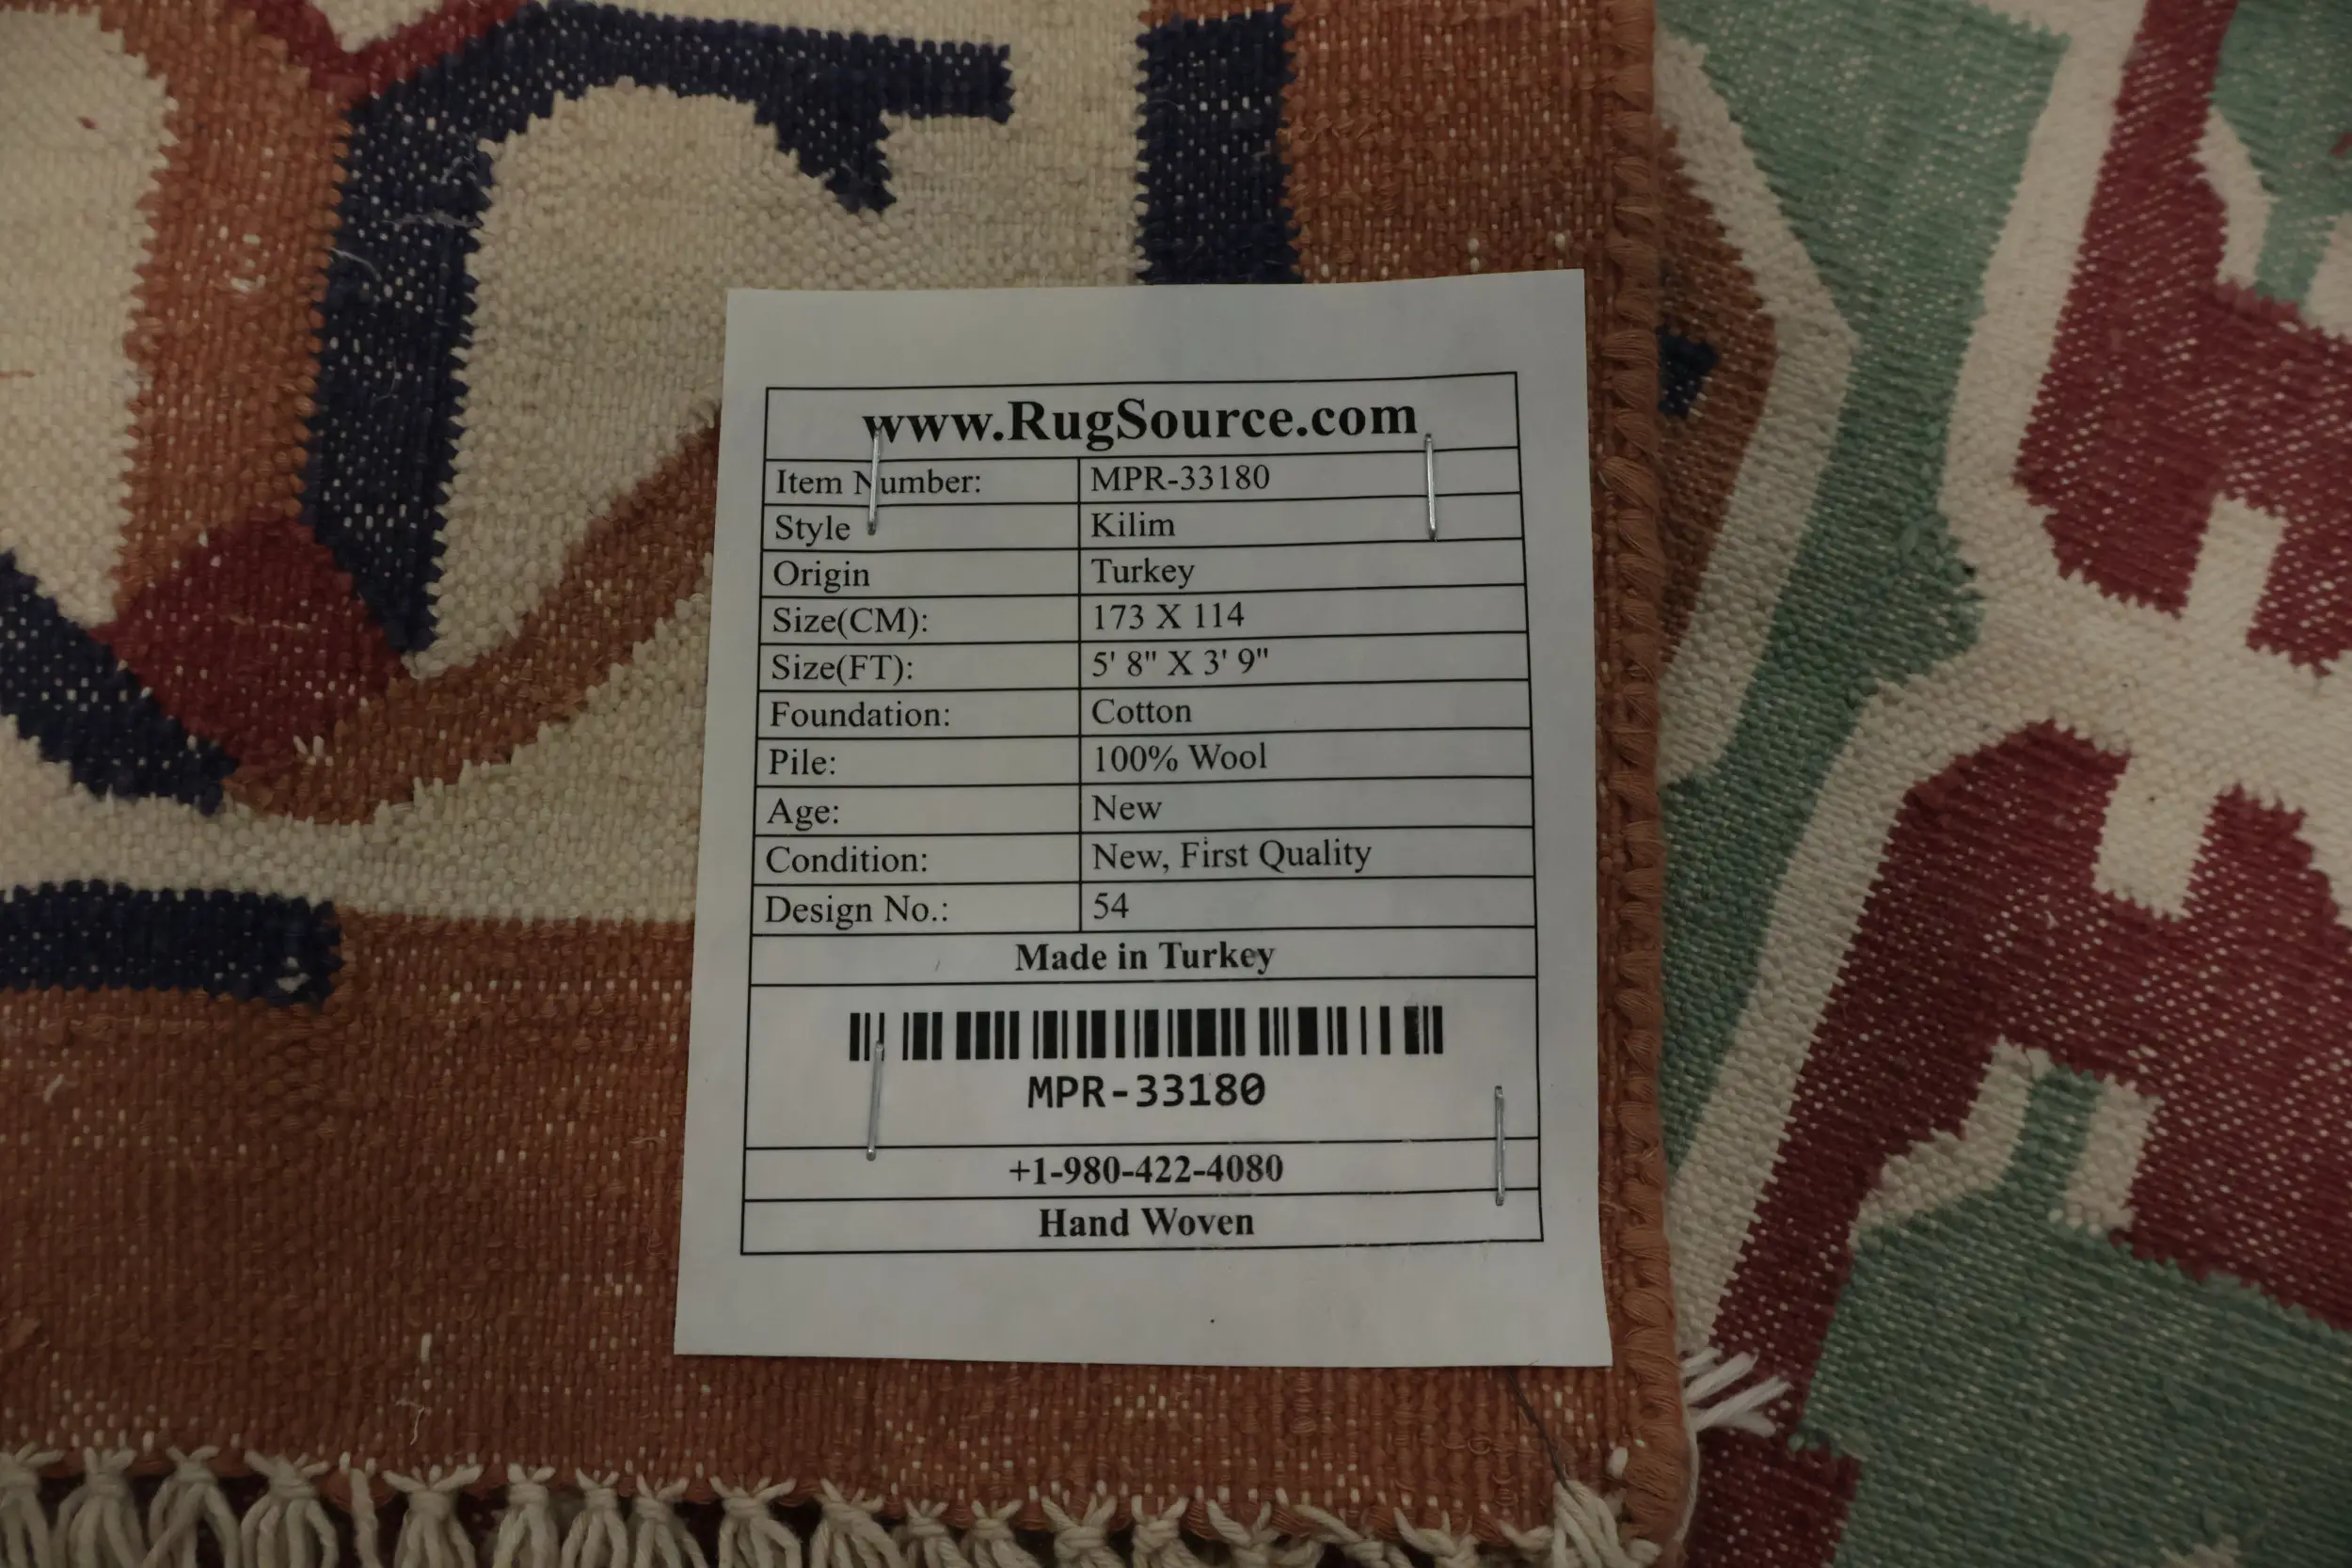 www.RugSource.com
Item Number: MPR-33180
Style Kilim
Origin Turkey
Size(CM): 173 X 114
Size(FT): 5' 8" X 3' 9"
Foundation: Cotton
Pile: 100% Wool
Age: New
Condition: New, First Quality
Design No.: 54
Made in Turkey
MPR-33180
+1-980-422-4080
Hand Woven